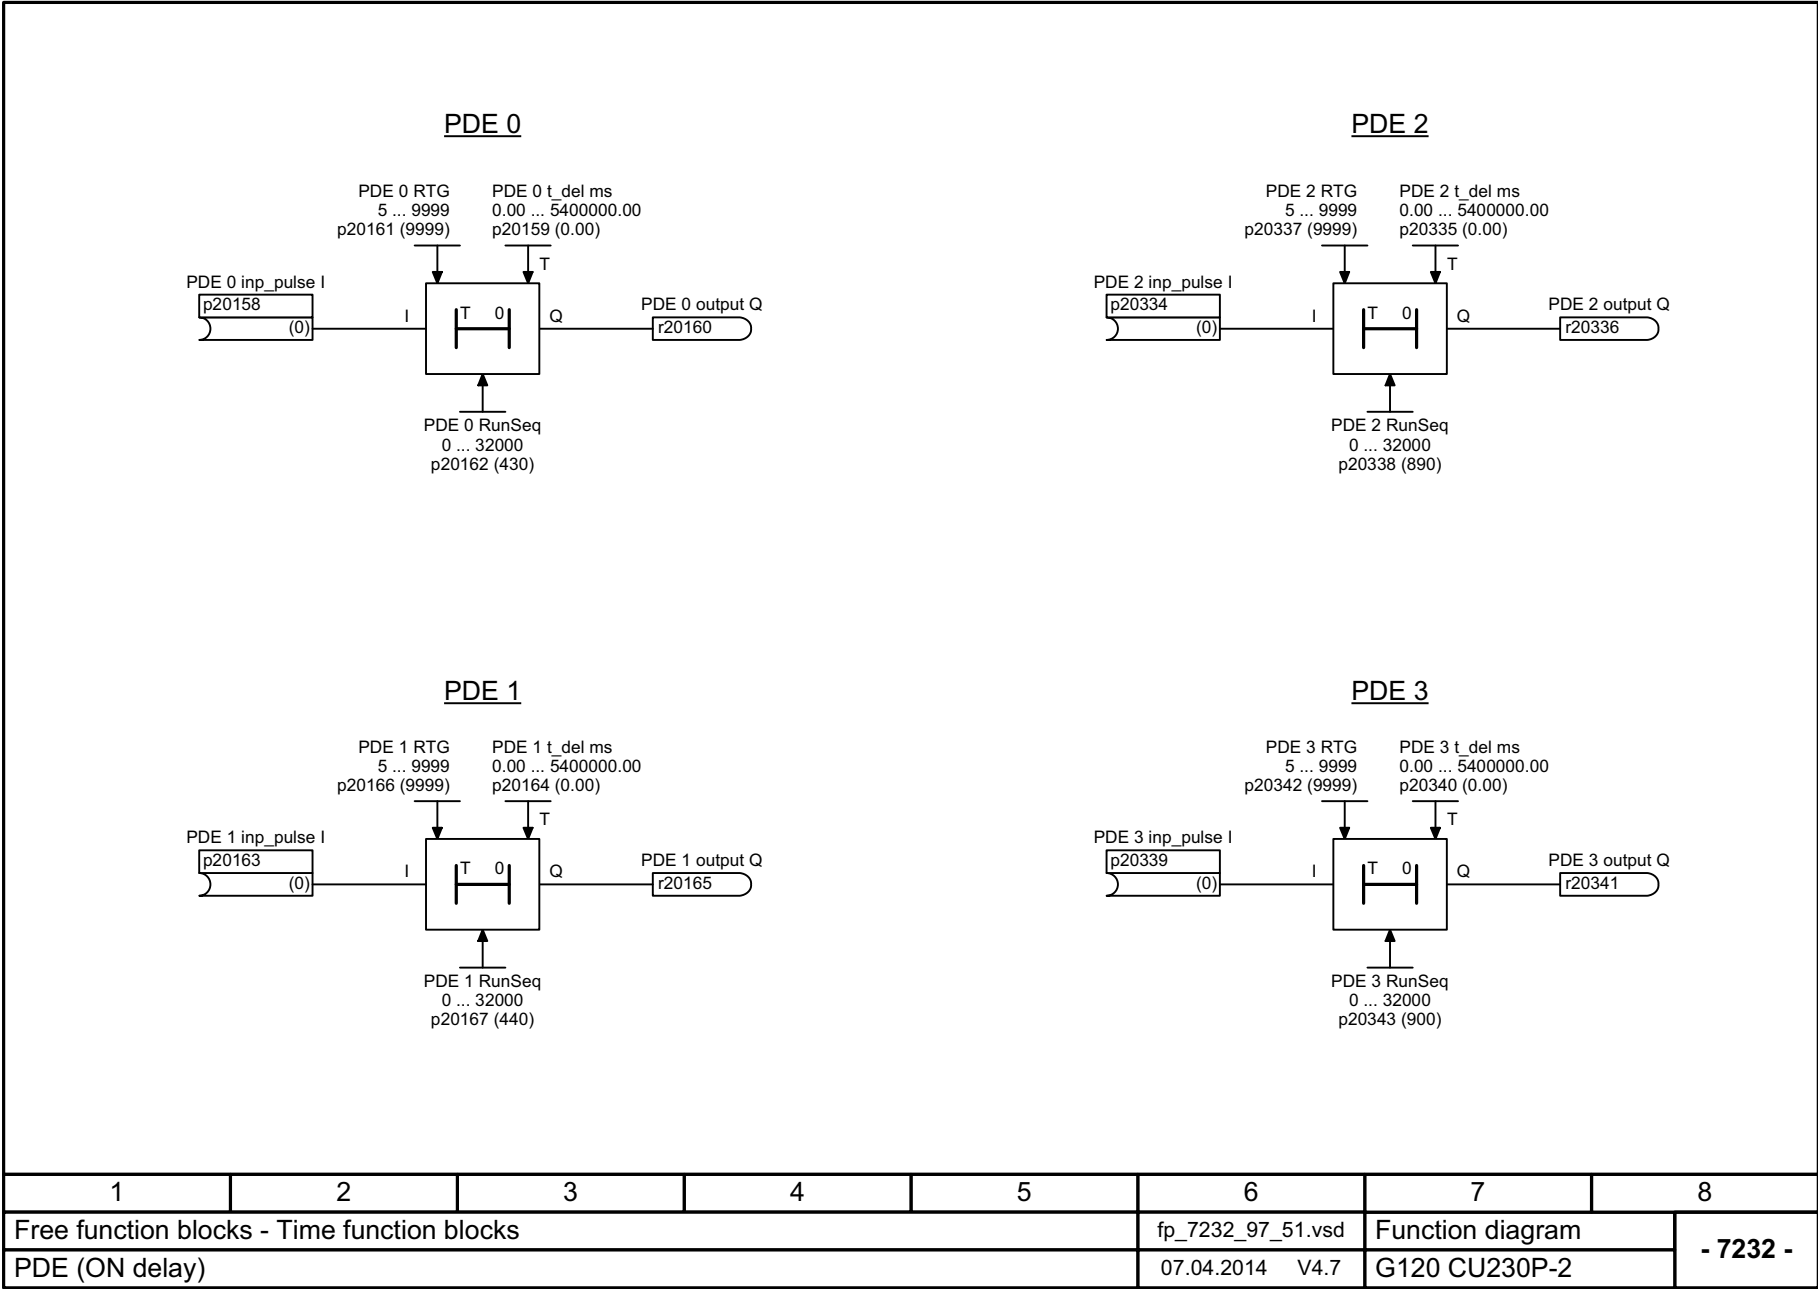 PDE 0
PDE 0 RTG
5 ... 9999
p20161 (9999)
PDE 0 t_del ms
0.00 ... 5400000.00
p20159 (0.00)
T
PDE 0 inp_pulse I
p20158
(0)
I
T 0
Q
PDE 0 output Q
r20160
PDE 0 RunSeq
0 ... 32000
p20162 (430)
PDE 2
PDE 2 RTG
5 ... 9999
p20337 (9999)
PDE 2 t_del ms
0.00 ... 5400000.00
p20335 (0.00)
T
PDE 2 inp_pulse I
p20334
(0)
I
T 0
Q
PDE 2 output Q
r20336
PDE 2 RunSeq
0 ... 32000
p20338 (890)
PDE 1
PDE 1 RTG
5 ... 9999
p20166 (9999)
PDE 1 t_del ms
0.00 ... 5400000.00
p20164 (0.00)
T
PDE 1 inp_pulse I
p20163
(0)
I
T 0
Q
PDE 1 output Q
r20165
PDE 1 RunSeq
0 ... 32000
p20167 (440)
PDE 3
PDE 3 RTG
5 ... 9999
p20342 (9999)
PDE 3 t_del ms
0.00 ... 5400000.00
p20340 (0.00)
T
PDE 3 inp_pulse I
p20339
(0)
I
T 0
Q
PDE 3 output Q
r20341
PDE 3 RunSeq
0 ... 32000
p20343 (900)
1 2 3 4 5 6 7 8
Free function blocks - Time function blocks
fp_7232_97_51.vsd
Function diagram
- 7232 -
PDE (ON delay)
07.04.2014 V4.7
G120 CU230P-2